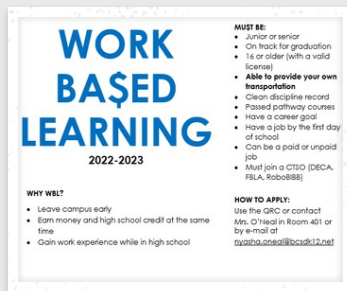 WORK
BA$ED
LEARNING
2022-2023
WHY WBL?
• Leave campus early
• Earn money and high school credit at the same
time
• Gain work experience while in high school
MUST BE:
• Junior or senior
• On track for graduation
• 16 or older (with a valid
license)
• Able to provide your own
transportation
• Clean discipline record
• Passed pathway courses
• Have a career goal
• Have a job by the first day
of school
• Can be a paid or unpaid
job
• Must join a CTSO (DECA,
FBLA, RoboBIBB)
HOW TO APPLY:
Use the QRC or contact
Mrs. O'Neal in Room 401 or
by e-mail at
nyasha.oneal@bcsdk12.net